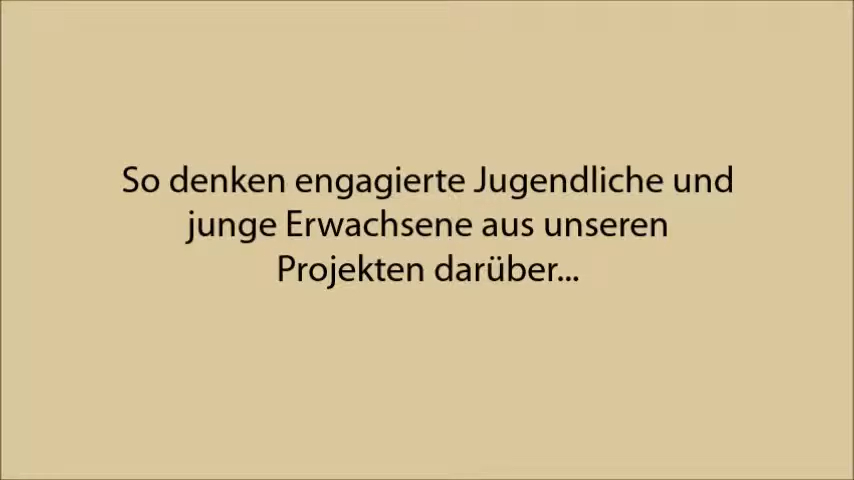 So denken engagierte Jugendliche und
junge Erwachsene aus unseren
Projekten darüber...